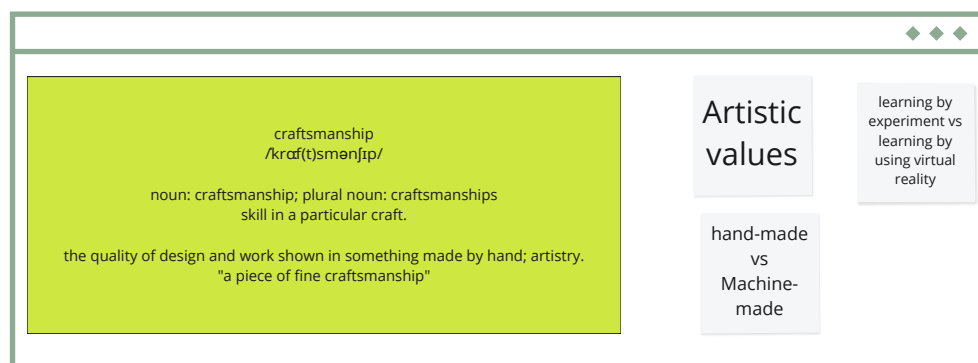 craftsmanship
/ˈkrɑf(t)smənˌʃɪp/
noun: craftsmanship; plural noun: craftsmanships
skill in a particular craft.
the quality of design and work shown in something made by hand; artistry.
"a piece of fine craftsmanship"
Artistic
values
learning by
experiment vs
learning by
using virtual
reality
hand-made
vs
Machine-
made